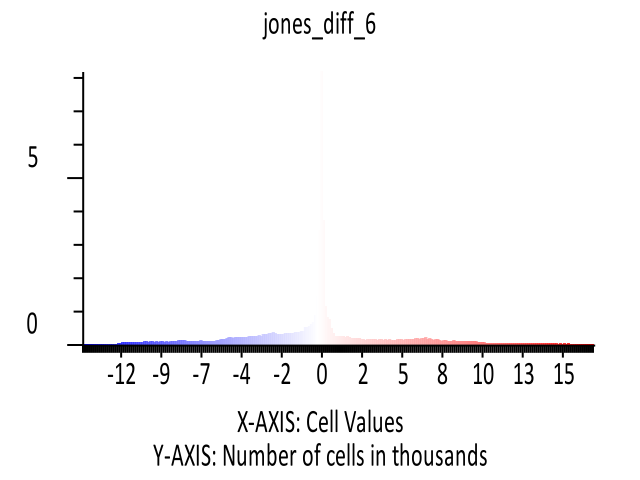 jones_diff_6
5
0
-12 -9 -7 -4 -2 0 2 5 8 10 13 15
X-AXIS: Cell Values
Y-AXIS: Number of cells in thousands